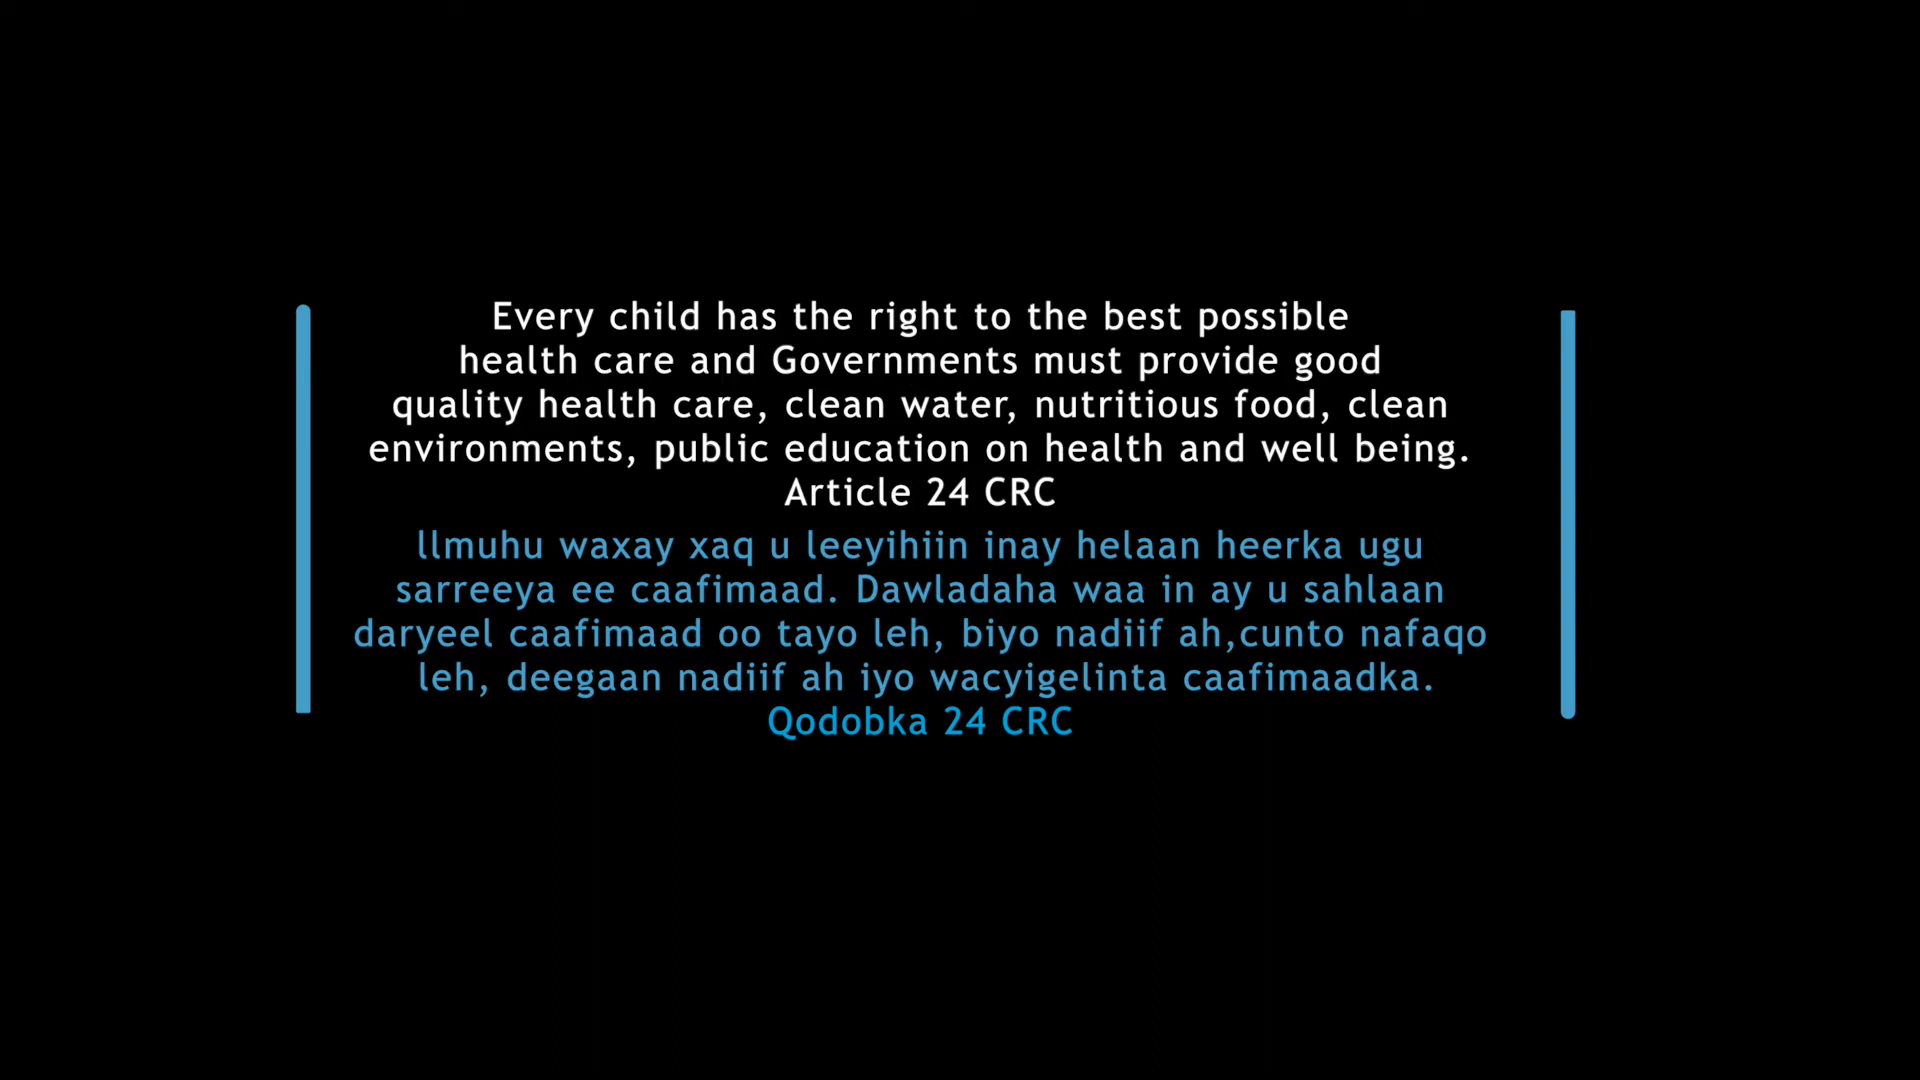 Every child has the right to the best possible
health care and Governments must provide good
quality health care, clean water, nutritious food, clean
environments, public education on health and well being.
Article 24 CRC
llmuhu waxay xaq u leeyihiin inay helaan heerka ugu
sarreeya ee caafimaad. Dawladaha waa in ay u sahlaan
daryeel caafimaad oo tayo leh, biyo nadiif ah,cunto nafaqo
leh, deegaan nadiif ah iyo wacyigelinta caafimaadka.
Qodobka 24 CRC